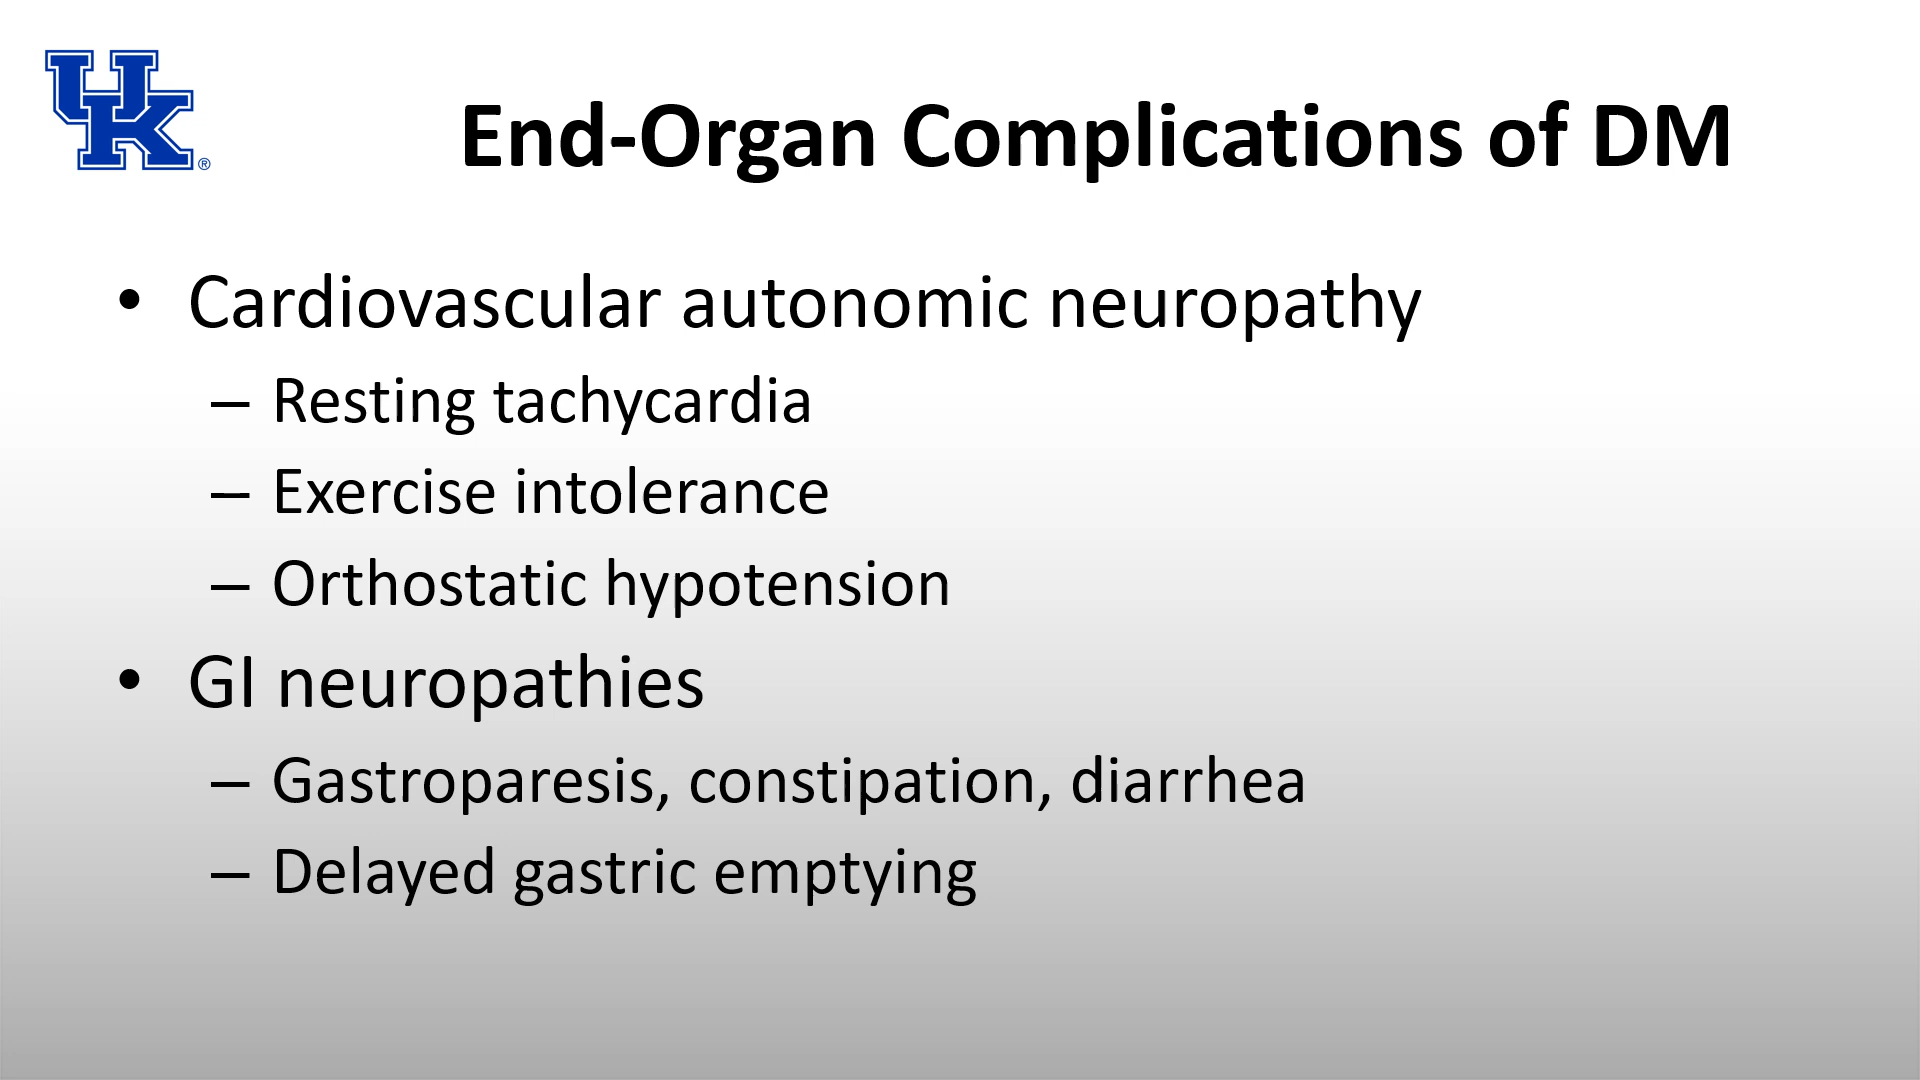 UK®
End-Organ Complications of DM
• Cardiovascular autonomic neuropathy
– Resting tachycardia
– Exercise intolerance
– Orthostatic hypotension
• GI neuropathies
– Gastroparesis, constipation, diarrhea
– Delayed gastric emptying